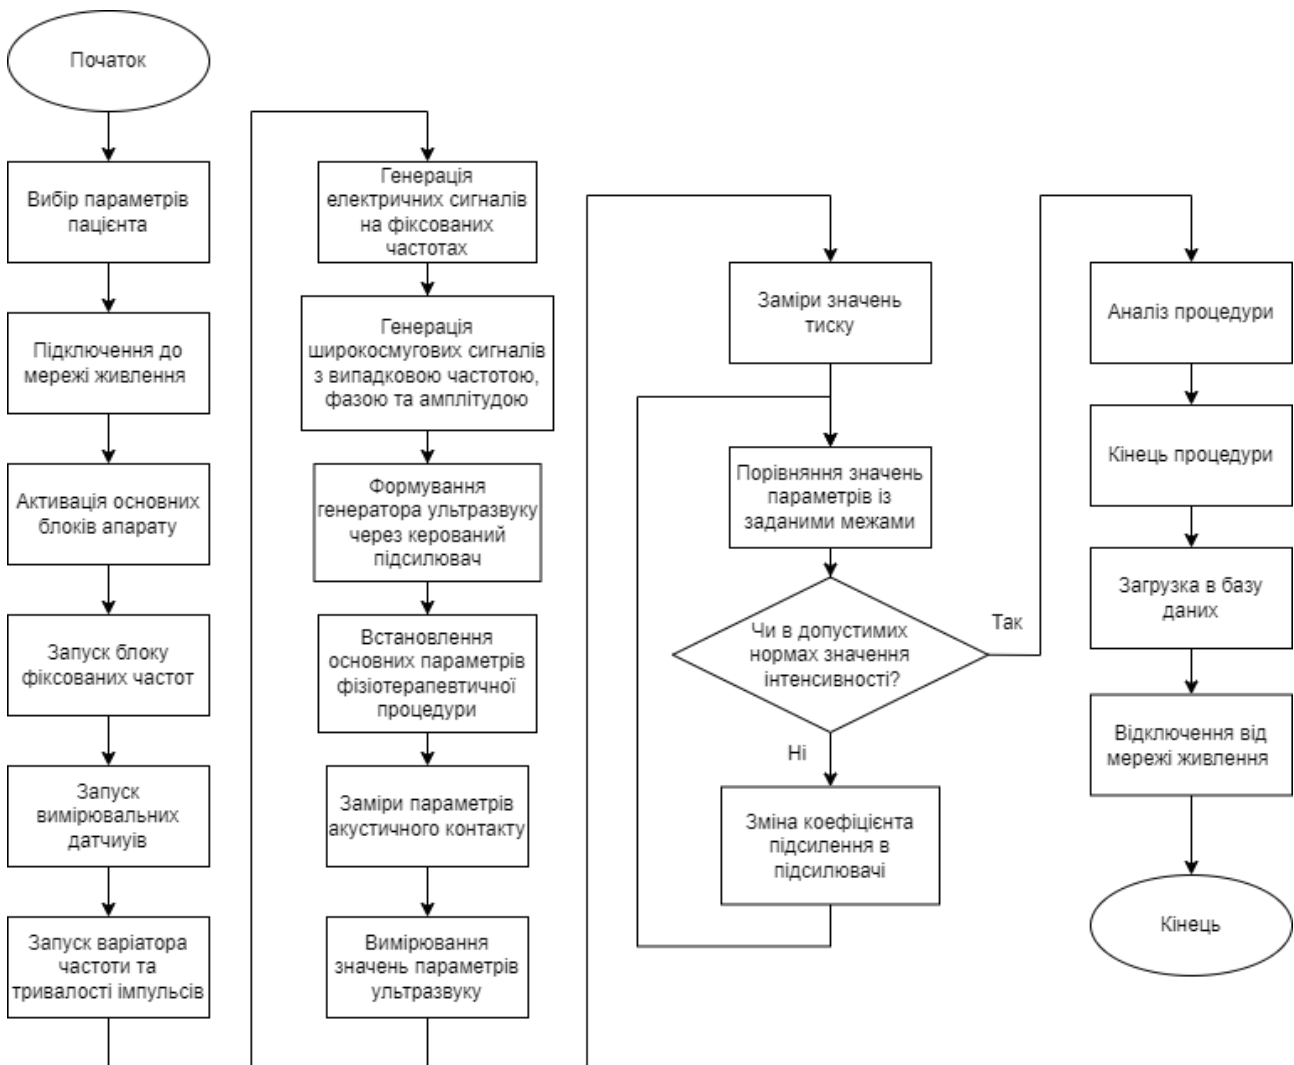 Початок
Вибір параметрів
пацієнта
Підключення до
мережі живлення
Активація основних
блоків апарату
Запуск блоку
фіксованих частот
Запуск
вимірювальних
датчиуів
Запуск варіатора
частоти та
тривалості імпульсів
Генерація
електричних сигналів
на фіксованих
частотах
Генерація
широкосмугових сигналів
з випадковою частотою,
фазою та амплітудою
Формування
генератора ультразвуку
через керований
підсилювач
Встановлення
основних параметрів
фізіотерапевтичної
процедури
Заміри параметрів
акустичного контакту
Вимірювання
значень параметрів
ультразвуку
Заміри значень
тиску
Порівняння значень
параметрів із
заданими межами
Чи в допустимих
нормах значення
інтенсивності?
Так
Ні
Зміна коефіцієнта
підсилення в
підсилювачі
Аналіз процедури
Кінець процедури
Загрузка в базу
даних
Відключення від
мережі живлення
Кінець